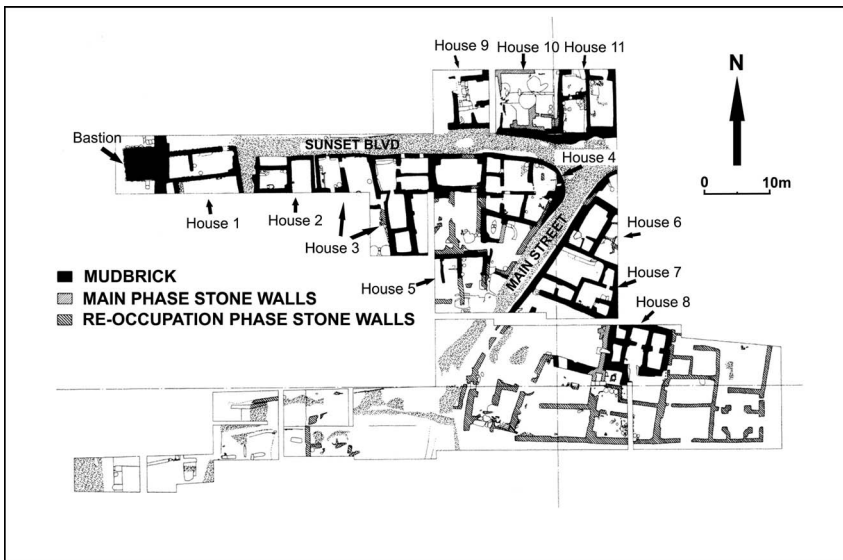 House 9
House 10
House 11
N
Bastion
SUNSET BLVD
House 4
0
10m
House 1
House 2
House 3
House 6
MAIN STREET
House 7
House 5
House 8
MUDBRICK
MAIN PHASE STONE WALLS
RE-OCCUPATION PHASE STONE WALLS